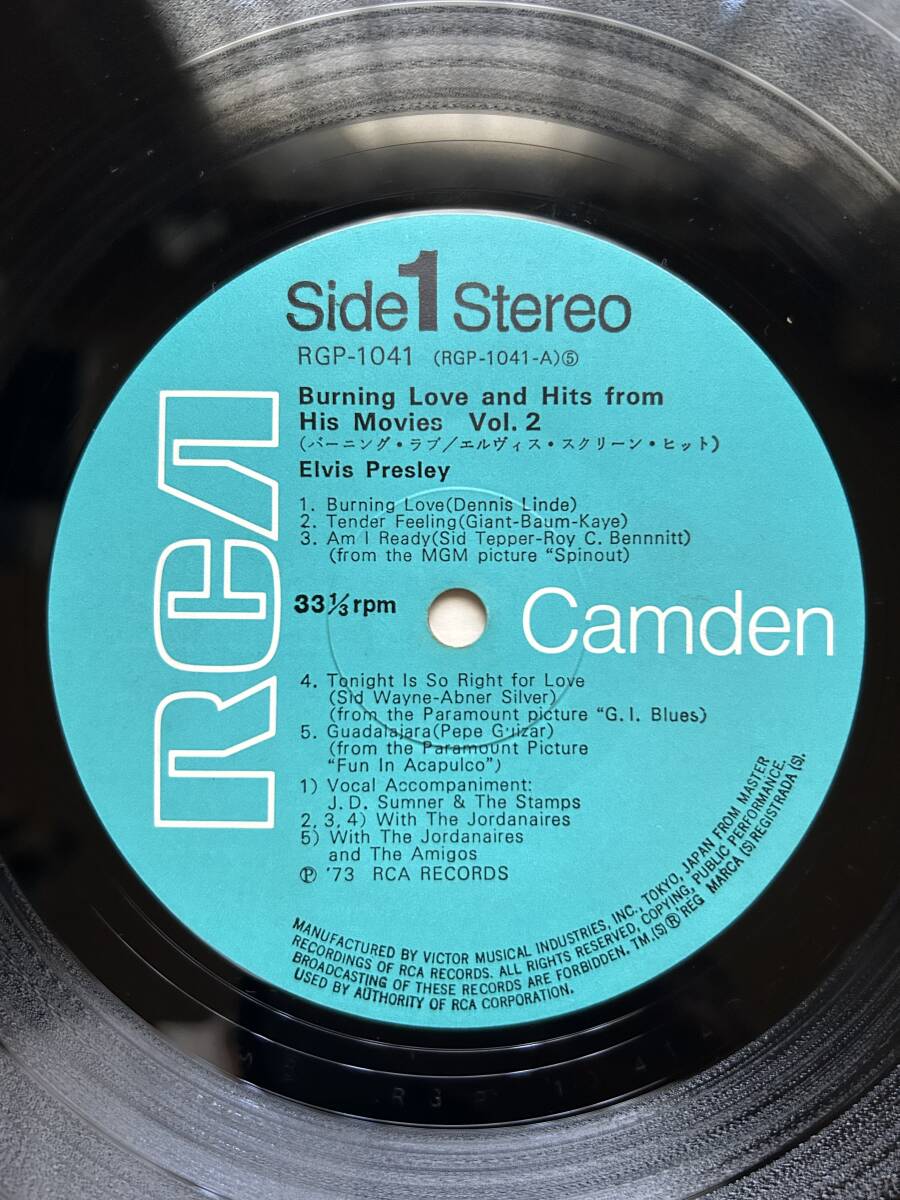 Side 1 Stereo
RGP-1041 (RGP-1041-A)⑤
Burning Love and Hits from
His Movies Vol. 2
(バーニング・ラブ/エルヴィス・スクリーン・ヒット)
Elvis Presley
1. Burning Love(Dennis Linde)
2. Tender Feeling(Giant-Baum-Kaye)
3. Am I Ready(Sid Tepper-Roy C. Bennnitt)
(from the MGM picture “Spinout)
33⅓rpm
RCA
Camden
4. Tonight Is So Right for Love
(Sid Wayne-Abner Silver)
(from the Paramount picture “G.I. Blues)
5. Guadalajara(Pepe Guizar)
(from the Paramount Picture
“Fun In Acapulco”)
1) Vocal Accompaniment:
J.D. Sumner & The Stamps
2, 3, 4) With The Jordanaires
5) With The Jordanaires
and The Amigos
Ⓟ '73 RCA RECORDS
MANUFACTURED BY VICTOR MUSICAL INDUSTRIES, INC., TOKYO, JAPAN FROM MASTER
RECORDINGS OF RCA RECORDS. ALL RIGHTS RESERVED, COPYING, PUBLIC PERFORMANCE,
BROADCASTING OF THESE RECORDS ARE FORBIDDEN. TM.(S)® REG MARCA (S) REGISTRADA (S).
USED BY AUTHORITY OF RCA CORPORATION.